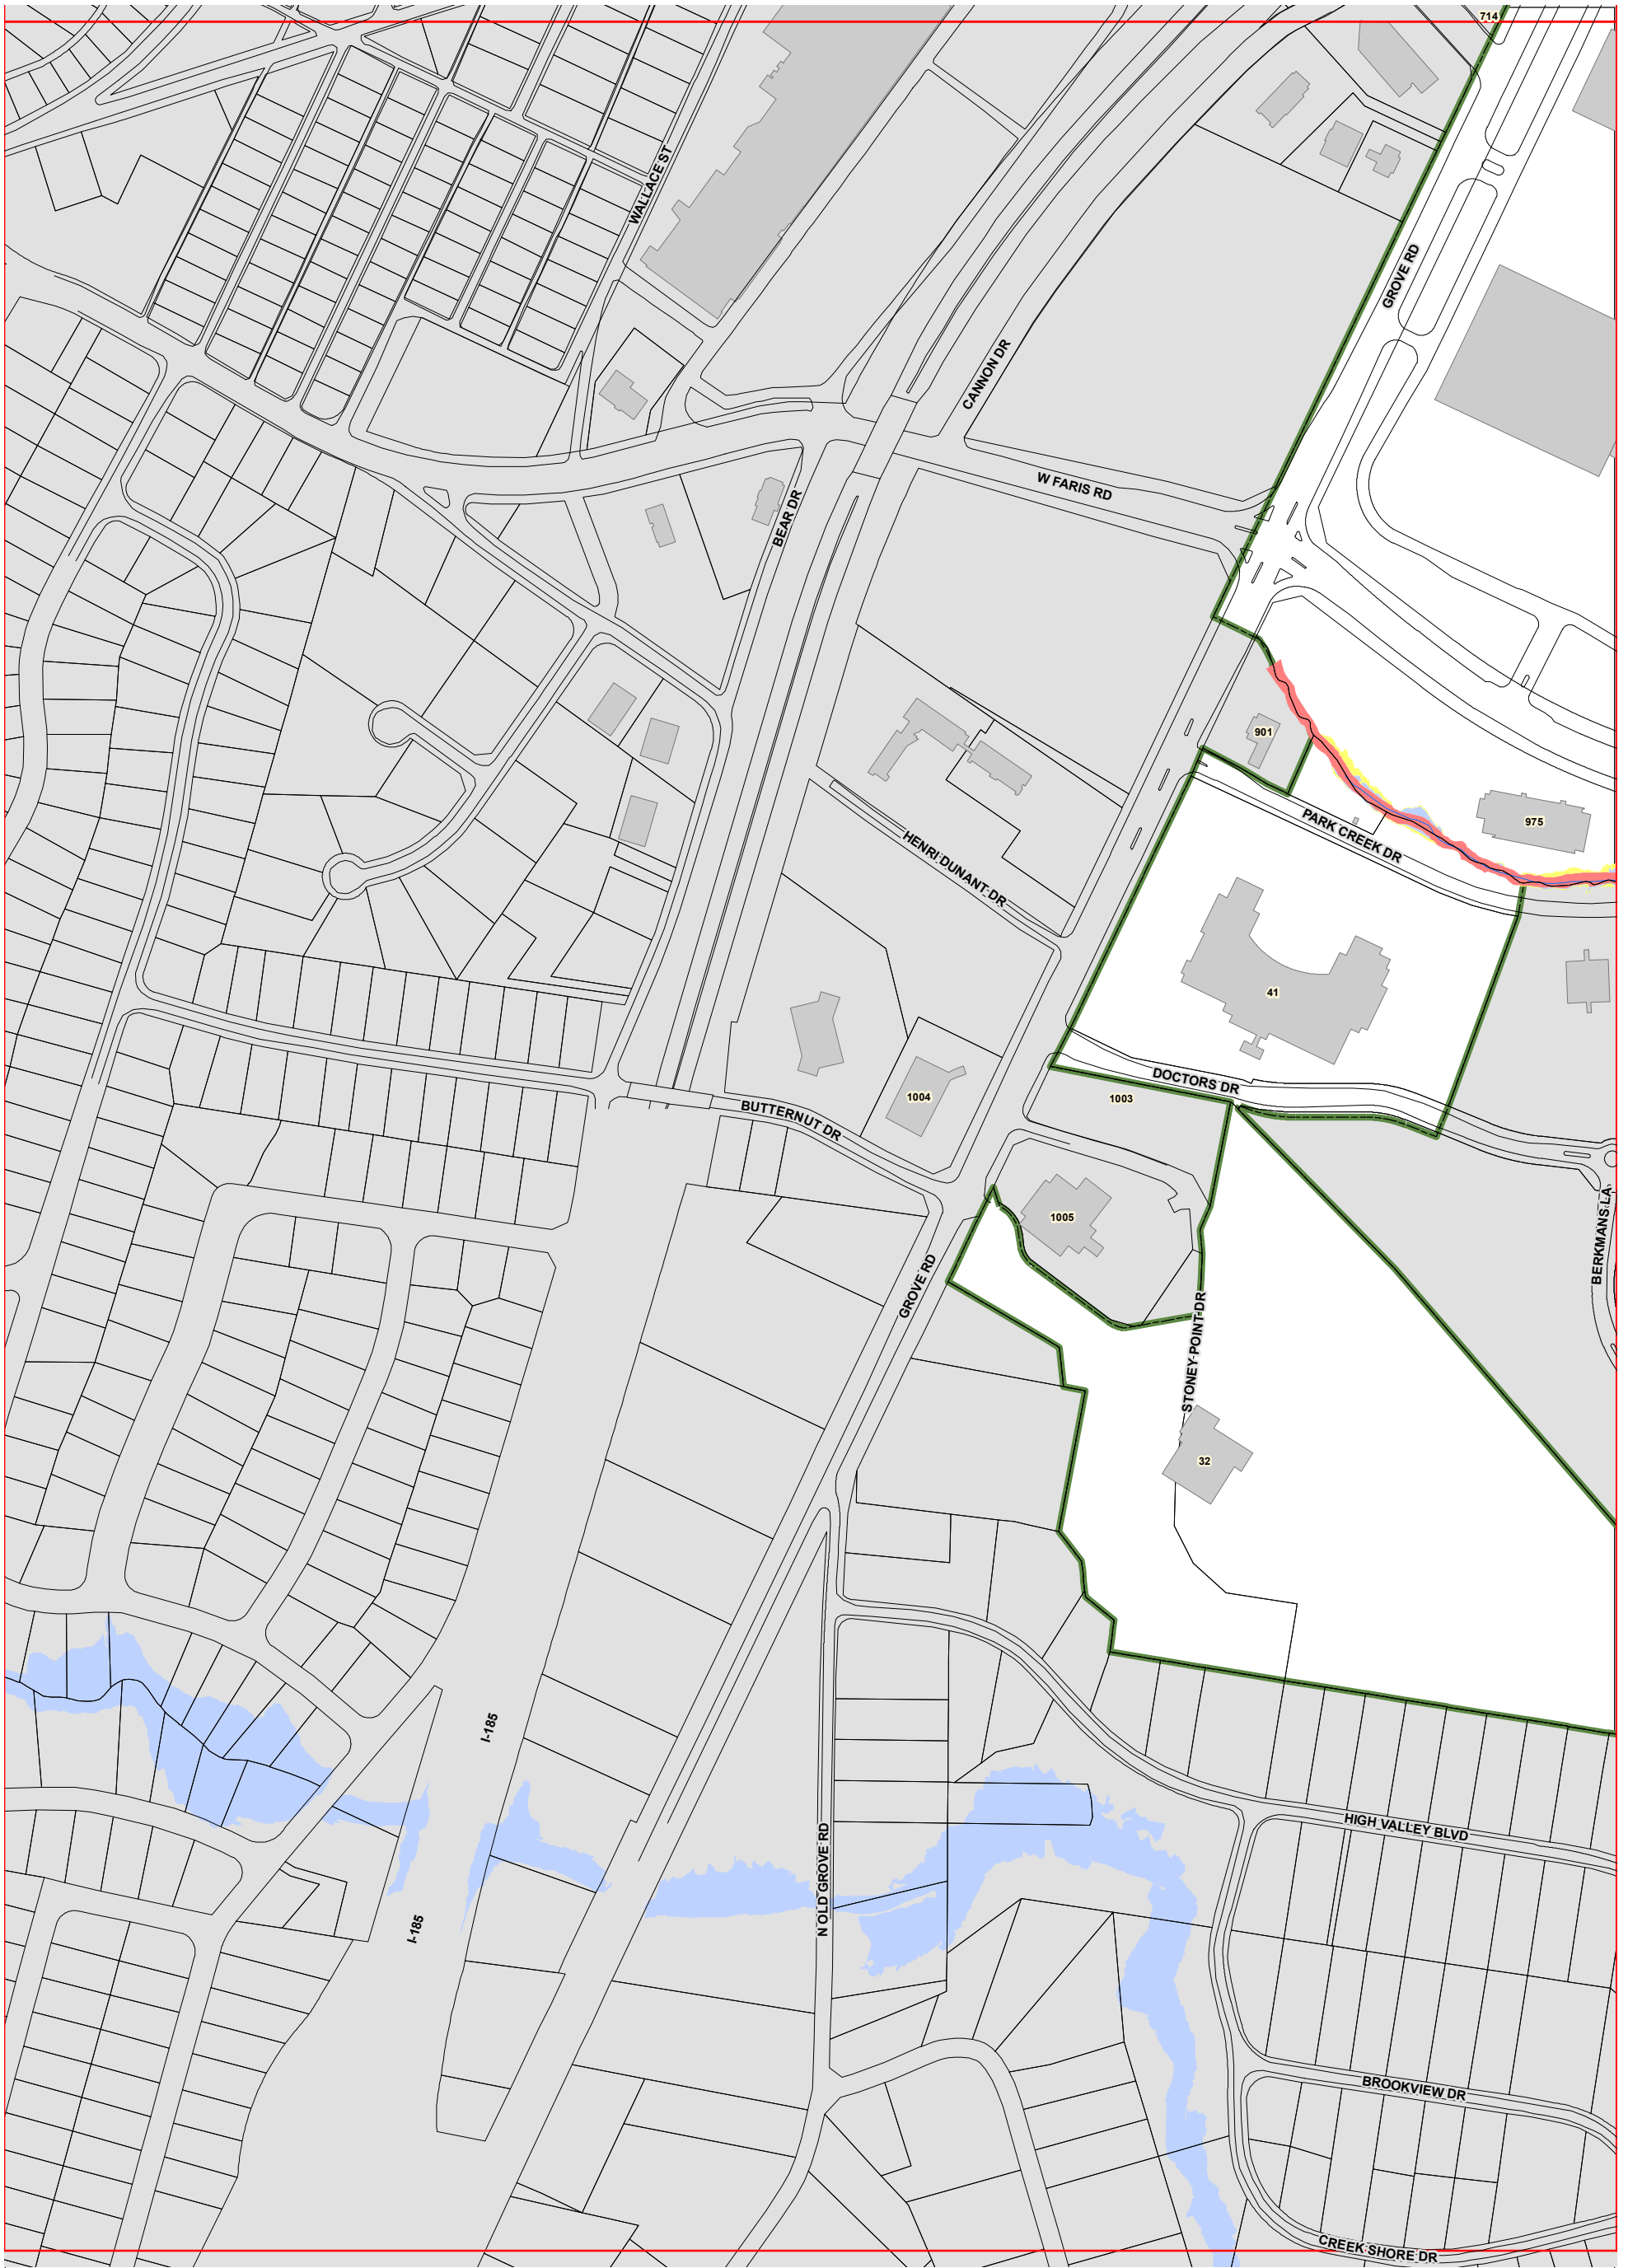 714
WALLACE ST
GROVE RD
CANNON DR
W FARIS RD
BEAR DR
901
PARK CREEK DR
975
HENRI DUNANT DR
41
DOCTORS DR
1003
1004
BUTTERNUT DR
1005
BERKMANS LA
GROVE RD
STONEY POINT DR
32
I-185
HIGH VALLEY BLVD
N OLD GROVE RD
I-185
BROOKVIEW DR
CREEK SHORE DR